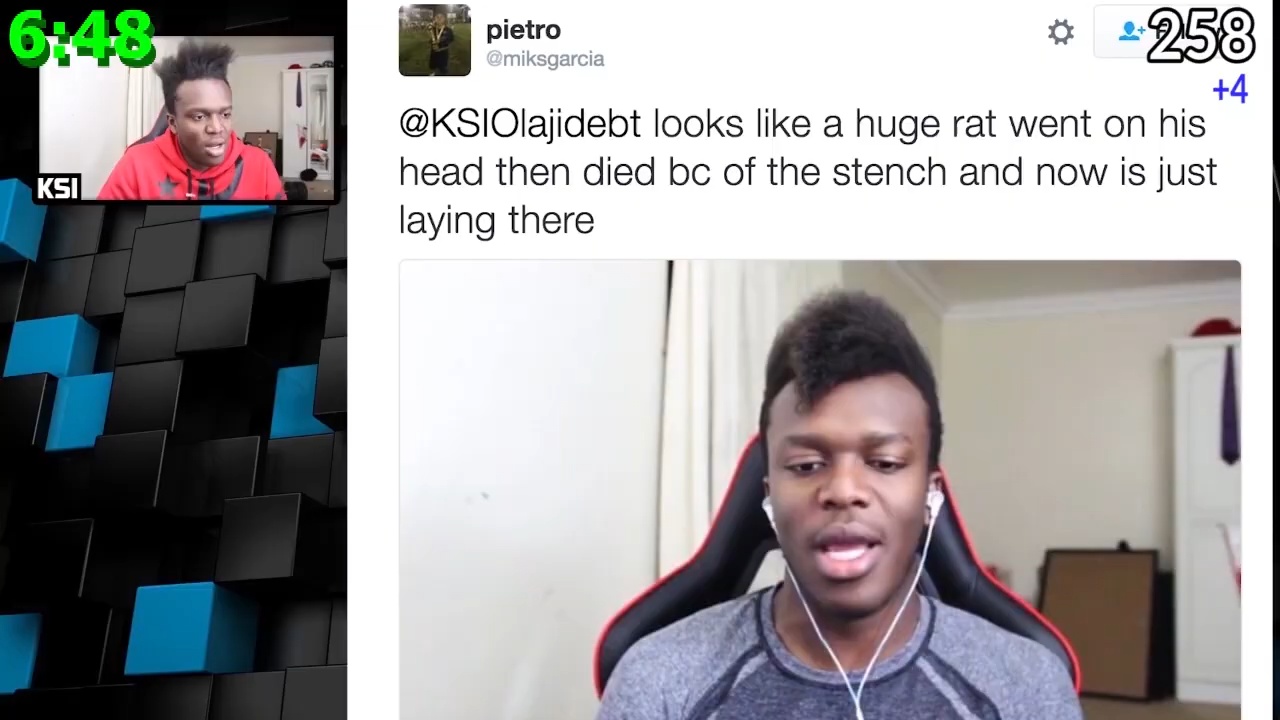 6:48
KSI
pietro
@miksgarcia
258
+4
@KSIOlajidebt looks like a huge rat went on his
head then died bc of the stench and now is just
laying there